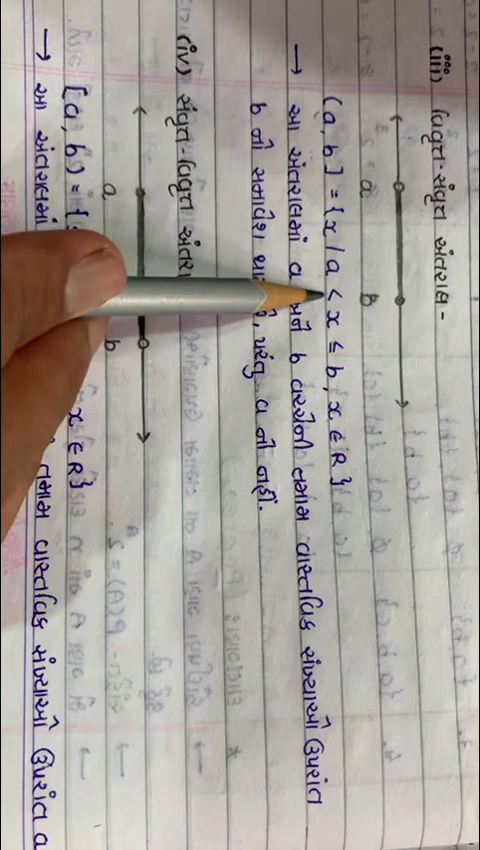 (iii) વિવૃત-સંવૃત અંતરાલ -
a b
(a, b] = {x / a < x ≤ b, x ∈ R}
→ આ અંતરાલમાં a અને b વચ્ચેની તમામ વાસ્તવિક સંખ્યાઓ ઉપરાંત
b નો સમાવેશ થાય છે, પરંતુ a નો નહીં.
(iv) સંવૃત-વિવૃત અંતરા
a b
[a, b) = { x ∈ R}
→ આ અંતરાલમાં તમામ વાસ્તવિક સંખ્યાઓ ઉપરાંત a